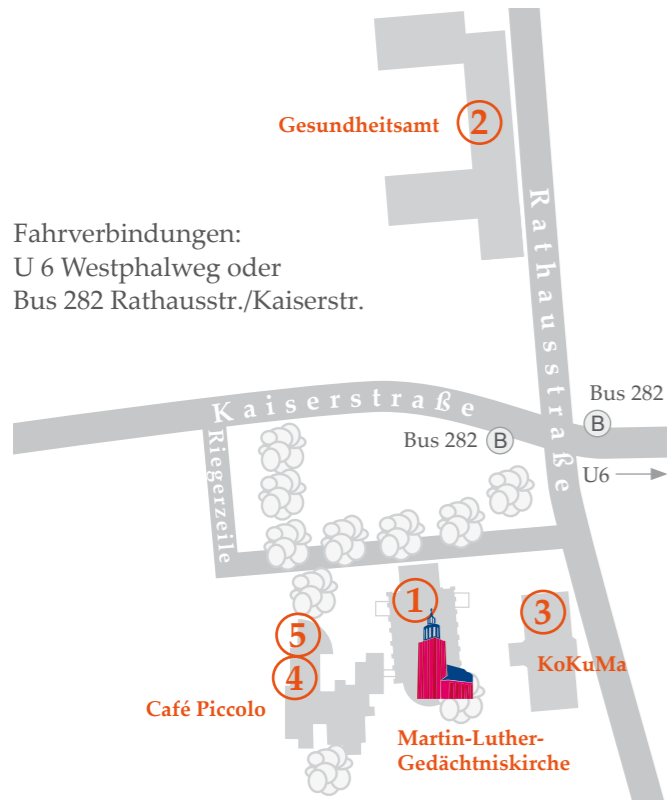 Gesundheitsamt
2
Rathausstraße
Fahrverbindungen:
U 6 Westphalweg oder
Bus 282 Rathausstr./Kaiserstr.
Kaiserstraße
Bus 282
B
Bus 282 B
U6
Riegerzeile
1
3
5
4
KoKuMa
Café Piccolo
Martin-Luther-
Gedächtniskirche